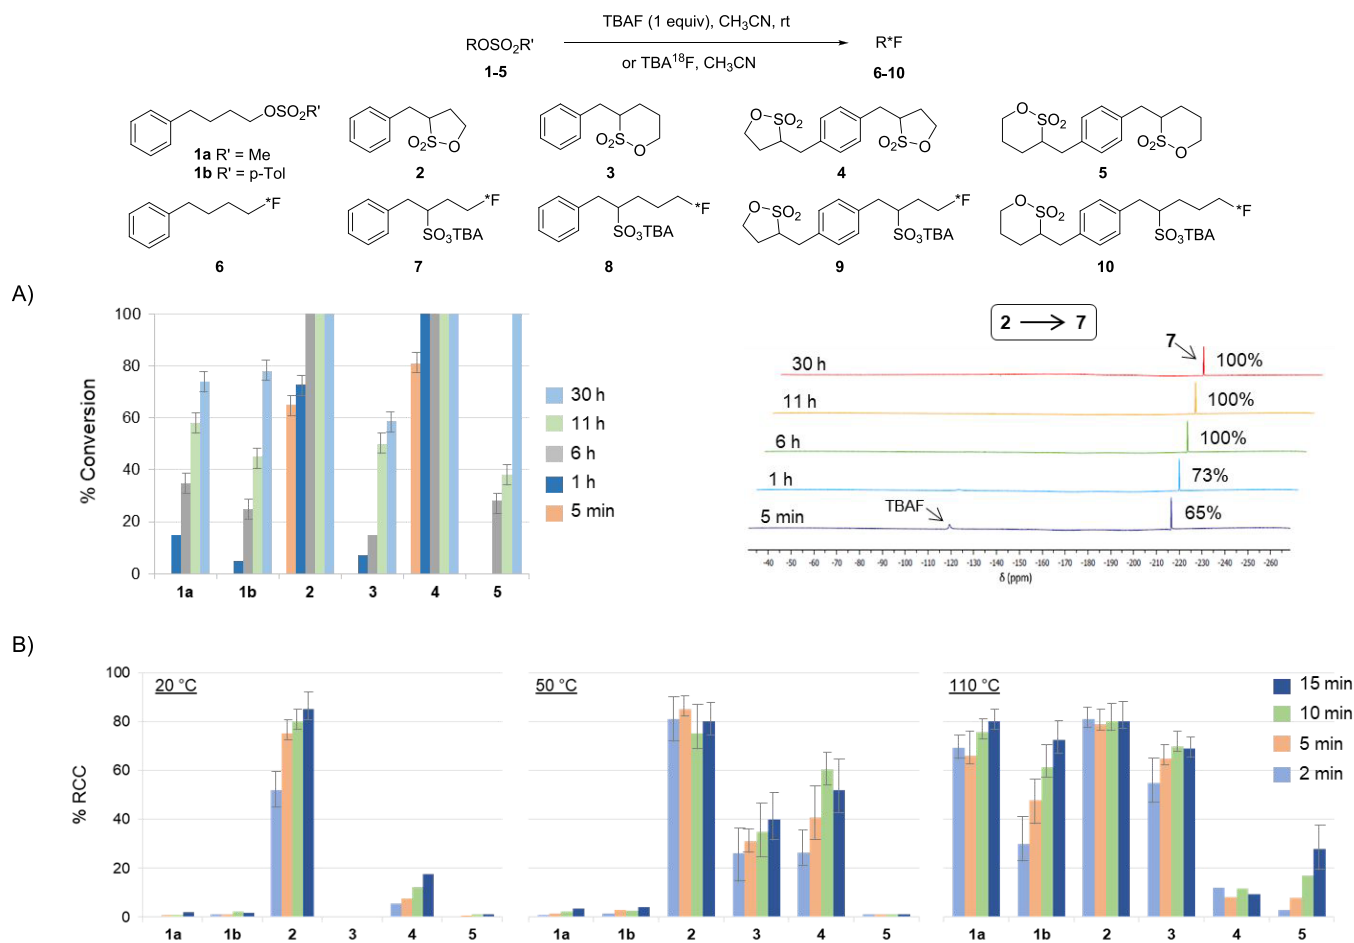 TBAF (1 equiv), CH3CN, rt
ROSO2R' R*F
or TBA18F, CH3CN
1-5 6-10
OSO2R'
O2S O
O2S O
O SO2 O2S O
O SO2 O2S O
1a R' = Me
1b R' = p-Tol
2 3 4 5
*F
*F SO3TBA
*F SO3TBA
O SO2 *F SO3TBA
O SO2 *F SO3TBA
6 7 8 9 10
A)
% Conversion
100
80
60
40
20
0
1a 1b 2 3 4 5
30 h
11 h
6 h
1 h
5 min
2 7
7
30 h 100%
11 h 100%
6 h 100%
1 h 73%
TBAF
5 min 65%
-40 -50 -60 -70 -80 -90 -100 -110 -120 -130 -140 -150 -160 -170 -180 -190 -200 -210 -220 -230 -240 -250 -260
δ (ppm)
B)
% RCC
100
80
60
40
20
0
20 °C
1a 1b 2 3 4 5
50 °C
1a 1b 2 3 4 5
110 °C
1a 1b 2 3 4 5
15 min
10 min
5 min
2 min